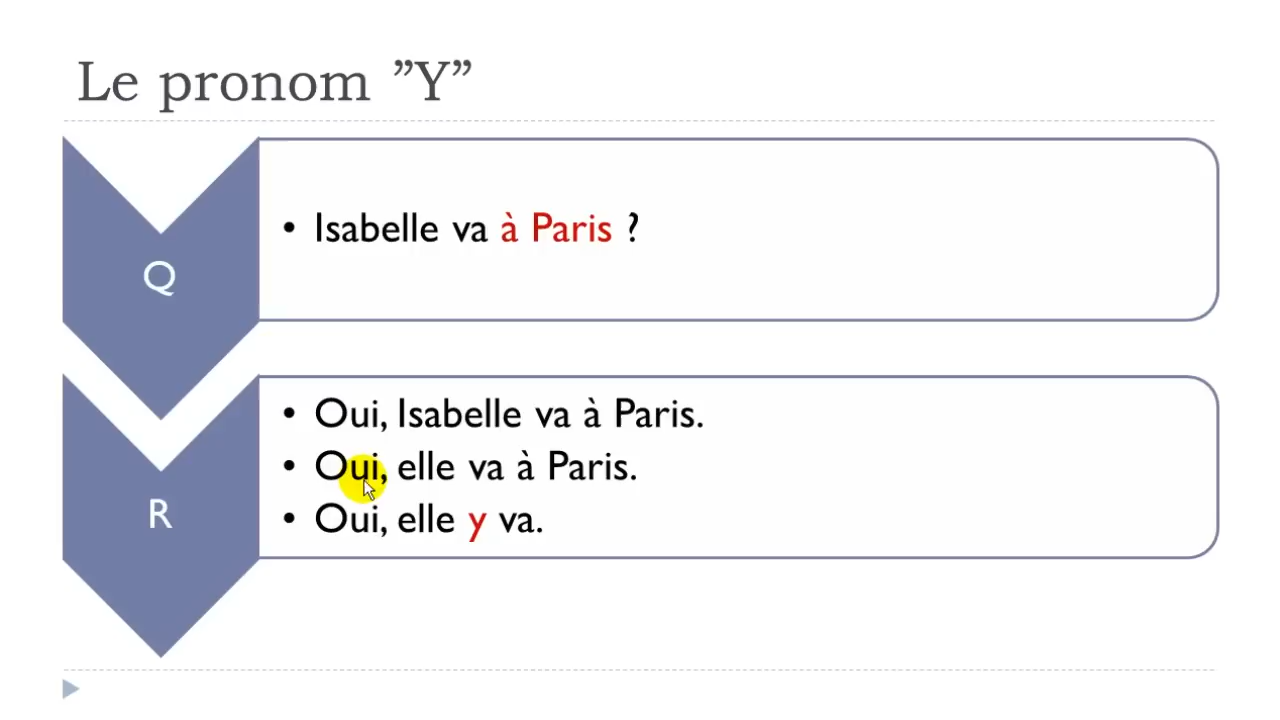 Le pronom ”Y”
Q
• Isabelle va à Paris ?
R
• Oui, Isabelle va à Paris.
• Oui, elle va à Paris.
• Oui, elle y va.